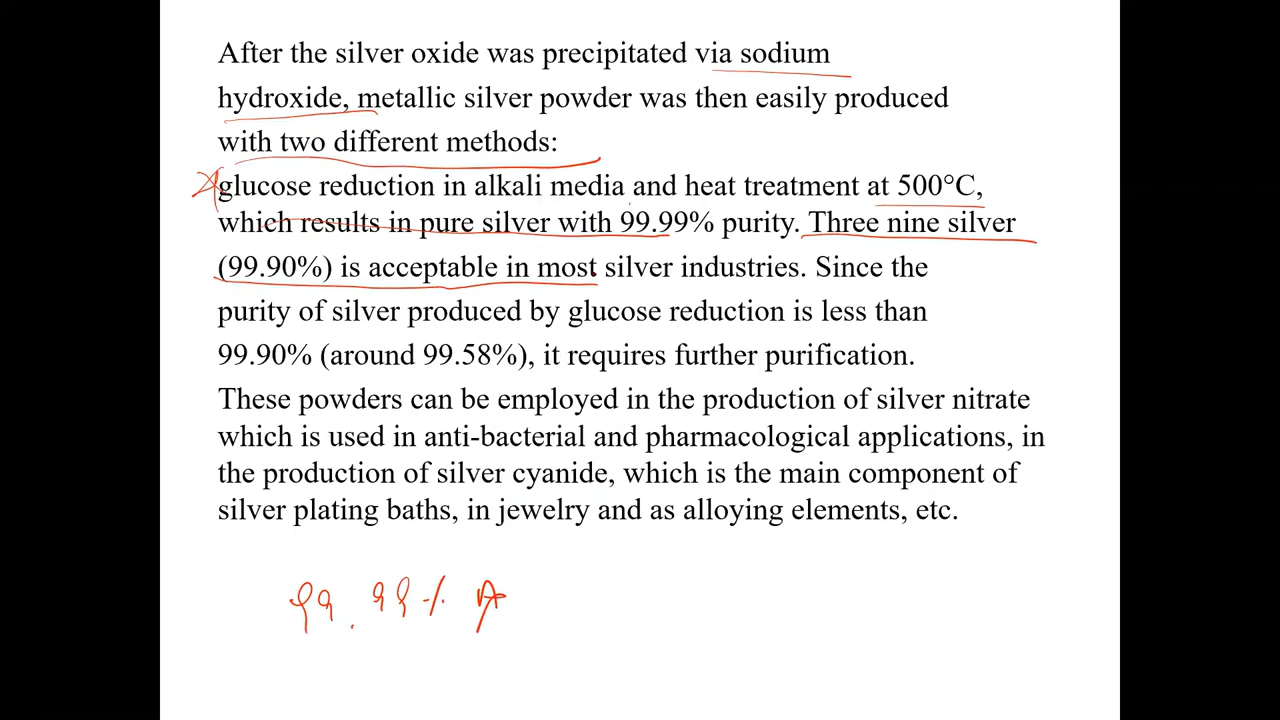 After the silver oxide was precipitated via sodium
hydroxide, metallic silver powder was then easily produced
with two different methods:
glucose reduction in alkali media and heat treatment at 500°C,
which results in pure silver with 99.99% purity. Three nine silver
(99.90%) is acceptable in most silver industries. Since the
purity of silver produced by glucose reduction is less than
99.90% (around 99.58%), it requires further purification.
These powders can be employed in the production of silver nitrate
which is used in anti-bacterial and pharmacological applications, in
the production of silver cyanide, which is the main component of
silver plating baths, in jewelry and as alloying elements, etc.
99.99%